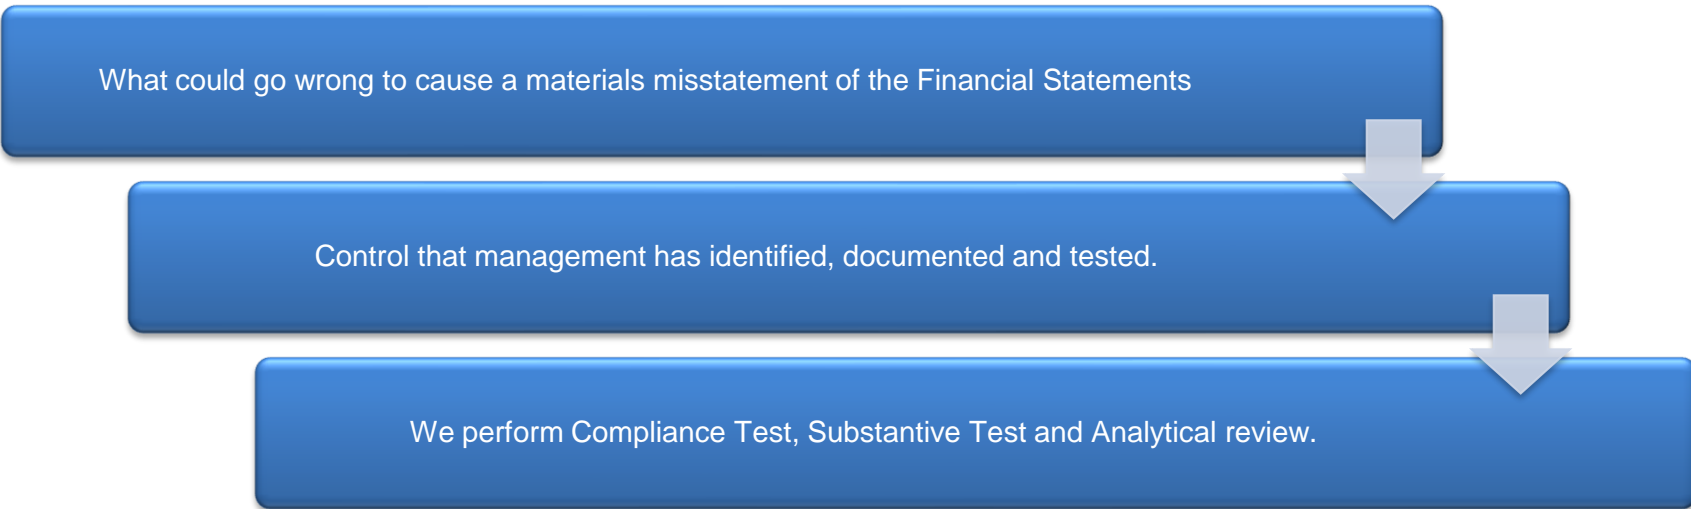 What could go wrong to cause a materials misstatement of the Financial Statements
Control that management has identified, documented and tested.
We perform Compliance Test, Substantive Test and Analytical review.